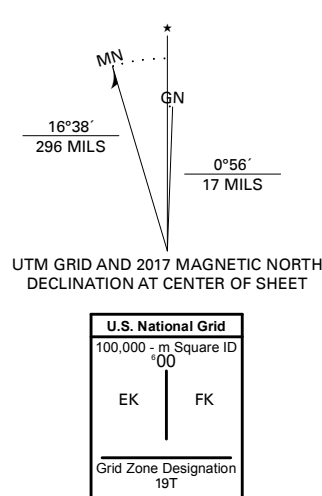 ★
MN
GN
16°38´
296 MILS
0°56´
17 MILS
UTM GRID AND 2017 MAGNETIC NORTH
DECLINATION AT CENTER OF SHEET
U.S. National Grid
100,000 - m Square ID
⁶00
EK FK
Grid Zone Designation
19T